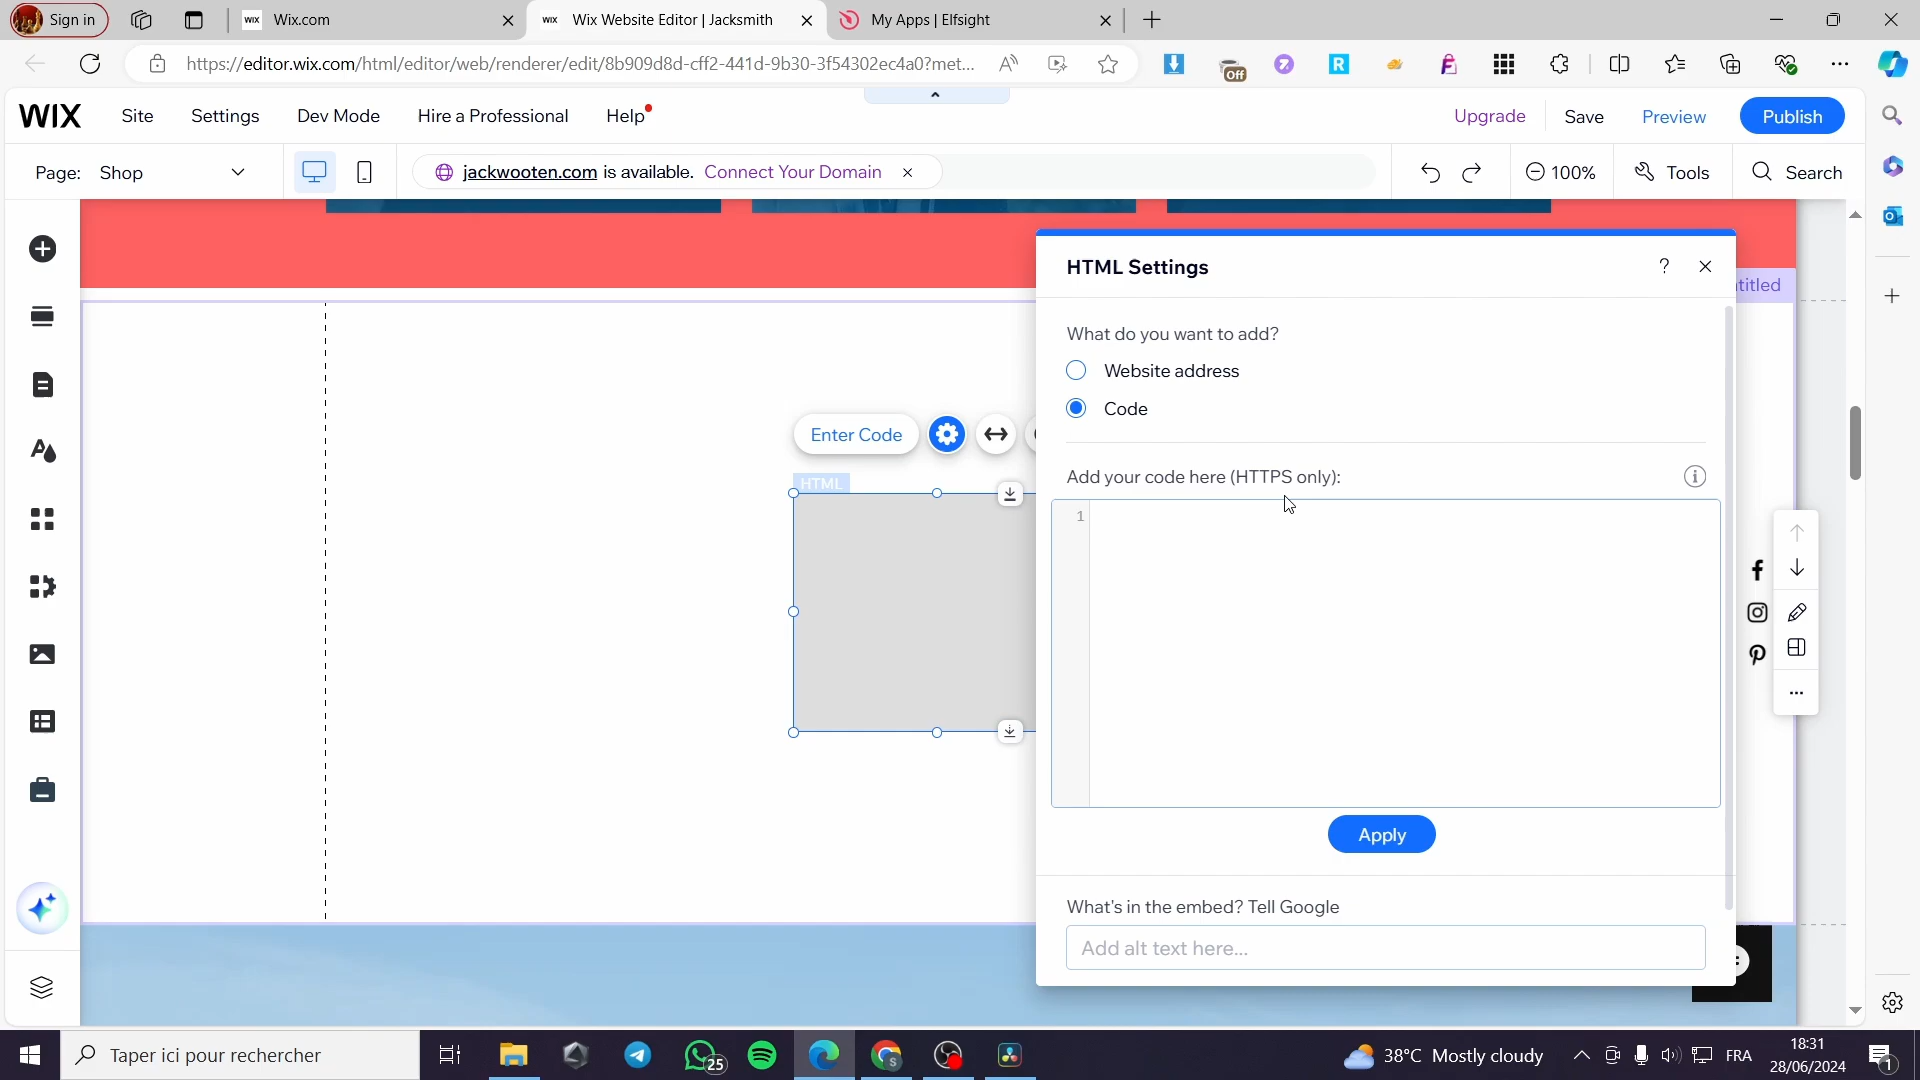 Sign in
WIX Wix.com
WIX Wix Website Editor | Jacksmith
My Apps | Elfsight
https://editor.wix.com/html/editor/web/renderer/edit/8b909d8d-cff2-441d-9b30-3f54302ec4a0?met...
Off
WIX
Site
Settings
Dev Mode
Hire a Professional
Help
Upgrade
Save
Preview
Publish
Page: Shop
jackwooten.com is available. Connect Your Domain
100%
Tools
Search
HTML Settings
?
What do you want to add?
Website address
Code
Enter Code
HTML
Add your code here (HTTPS only):
1
Apply
What's in the embed? Tell Google
Add alt text here...
Taper ici pour rechercher
25
38°C Mostly cloudy
FRA
18:31
28/06/2024
1